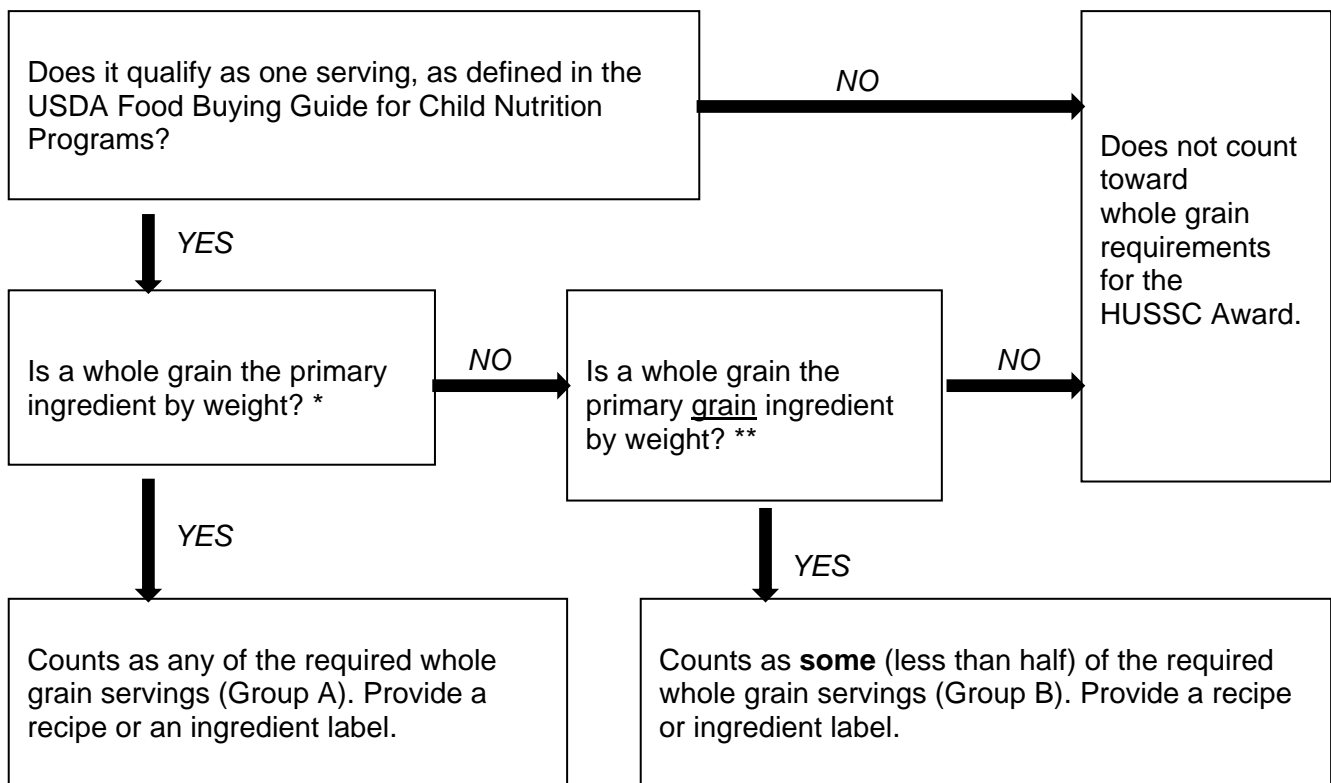 Does it qualify as one serving, as defined in the
USDA Food Buying Guide for Child Nutrition
Programs?
NO
Does not count
toward
whole grain
requirements
for the
HUSSC Award.
YES
Is a whole grain the primary
ingredient by weight? *
NO
Is a whole grain the
primary grain ingredient
by weight? **
NO
YES
YES
Counts as any of the required whole
grain servings (Group A). Provide a
recipe or an ingredient label.
Counts as some (less than half) of the required
whole grain servings (Group B). Provide a recipe
or ingredient label.